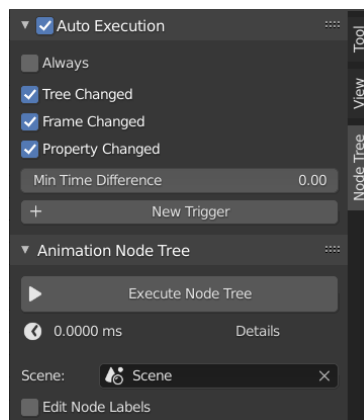 Auto Execution
Always
Tree Changed
Frame Changed
Property Changed
Min Time Difference 0.00
New Trigger
Animation Node Tree
Execute Node Tree
0.0000 ms Details
Scene: Scene
Edit Node Labels
Tool
View
Node Tree